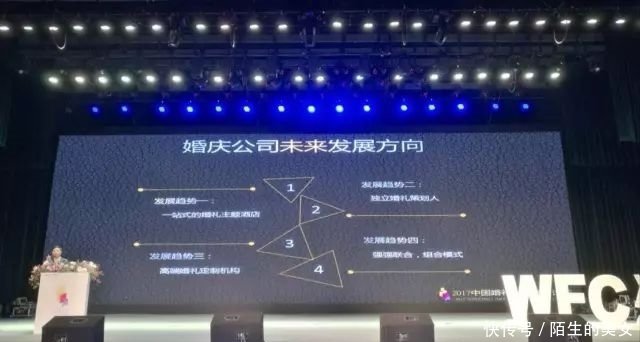 婚庆公司未来发展方向
发展趋势一：
一站式的婚礼主题酒店
1
发展趋势二：
独立婚礼策划人
2
发展趋势三：
高端婚礼定制机构
3
发展趋势四：
强强联合，组合模式
4
2017中国婚
WFC
快传号／陌生的美女